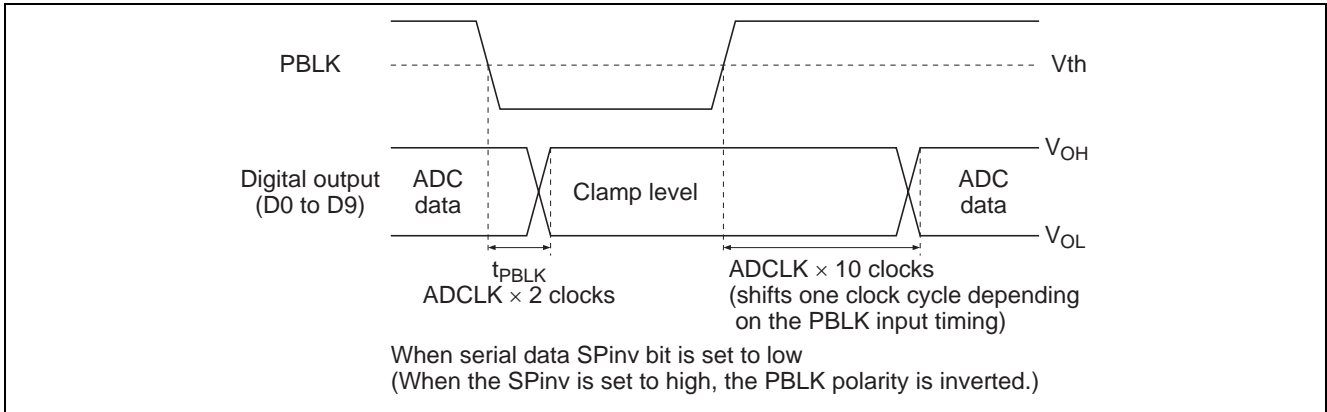 PBLK
Vth
Digital output
(D0 to D9)
ADC
data
Clamp level
ADC
data
VOH
VOL
tPBLK
ADCLK × 2 clocks
ADCLK × 10 clocks
(shifts one clock cycle depending
on the PBLK input timing)
When serial data SPinv bit is set to low
(When the SPinv is set to high, the PBLK polarity is inverted.)